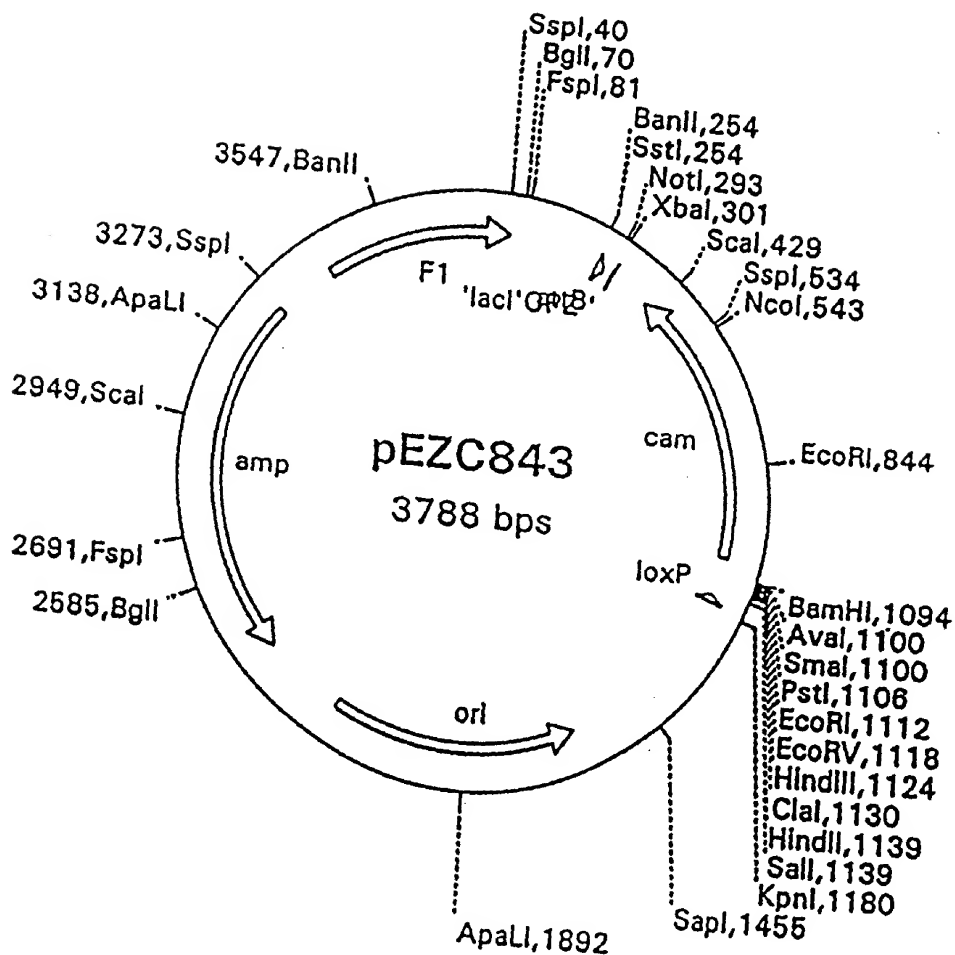 SspI,40
BglI,70
FspI,81
BanII,254
SstI,254
NotI,293
XbaI,301
ScaI,429
SspI,534
NcoI,543
EcoRI,844
BamHI,1094
AvaI,1100
SmaI,1100
PstI,1106
EcoRI,1112
EcoRV,1118
HindIII,1124
ClaI,1130
HindII,1139
SalI,1139
KpnI,1180
SapI,1455
ApaLI,1892
2585,BglI
2691,FspI
2949,ScaI
3138,ApaLI
3273,SspI
3547,BanII
F1
'lacI'
cam
loxP
ori
amp
pEZC843
3788 bps